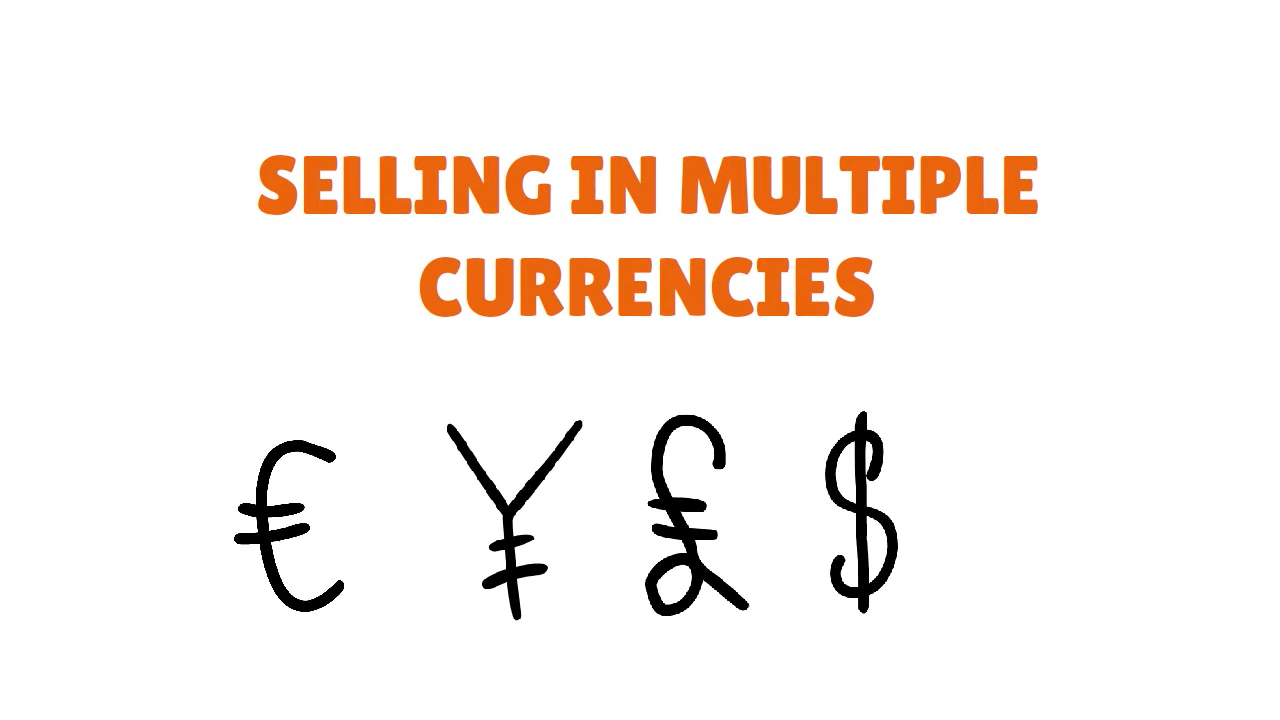 SELLING IN MULTIPLE
CURRENCIES
€ ¥ £ $